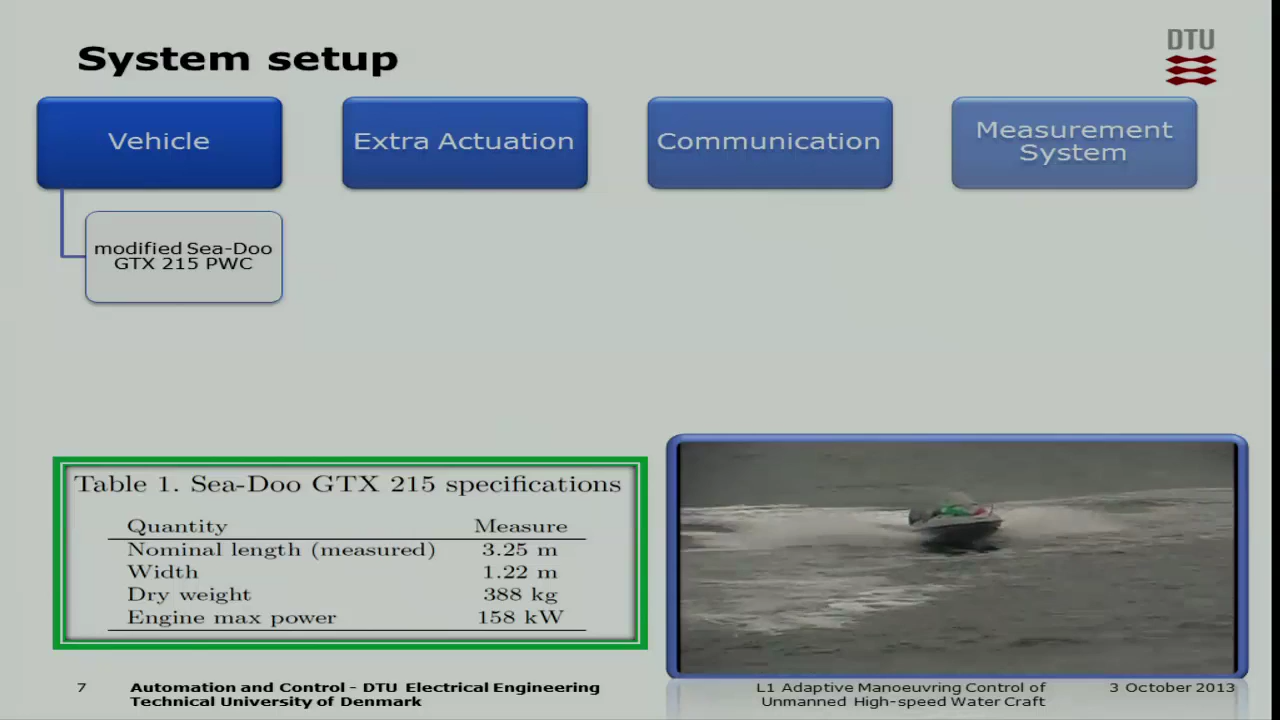 System setup
DTU
Vehicle
Extra Actuation
Communication
Measurement
System
modified Sea-Doo
GTX 215 PWC
Table 1. Sea-Doo GTX 215 specifications
Quantity Measure
Nominal length (measured) 3.25 m
Width 1.22 m
Dry weight 388 kg
Engine max power 158 kW
7
Automation and Control - DTU Electrical Engineering
Technical University of Denmark
L1 Adaptive Manoeuvring Control of
Unmanned High-speed Water Craft
3 October 2013